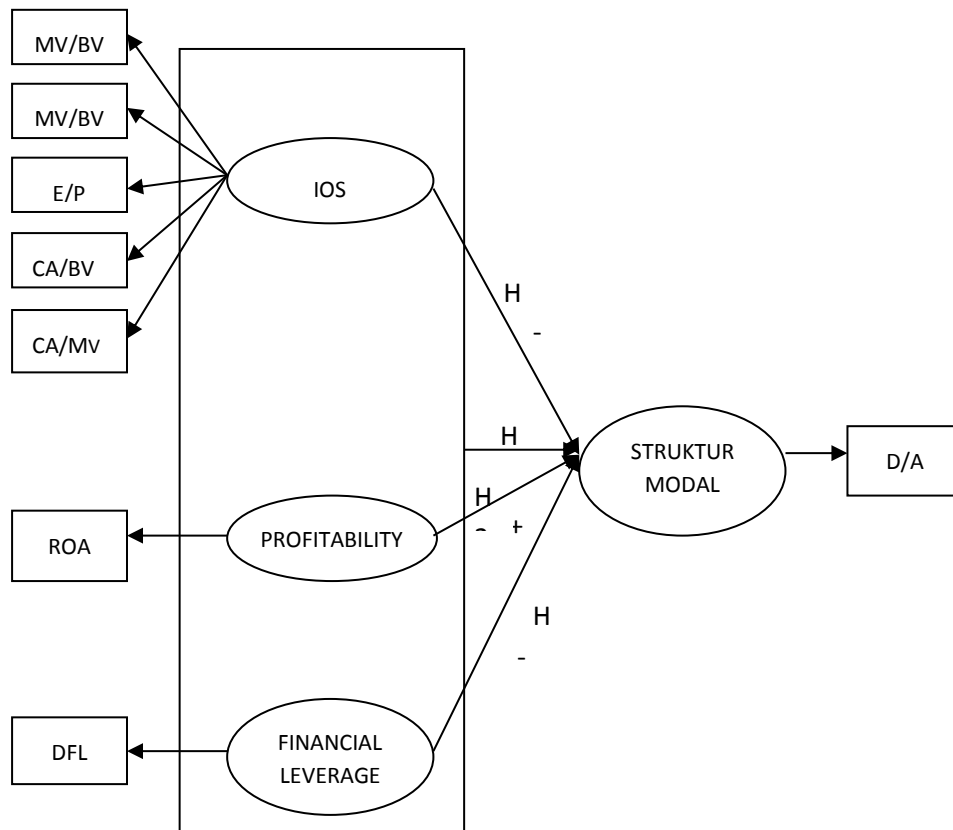 MV/BV
MV/BV
E/P
CA/BV
CA/MV
IOS
H
-
H
STRUKTUR
MODAL
D/A
H
+
ROA
PROFITABILITY
H
-
DFL
FINANCIAL
LEVERAGE